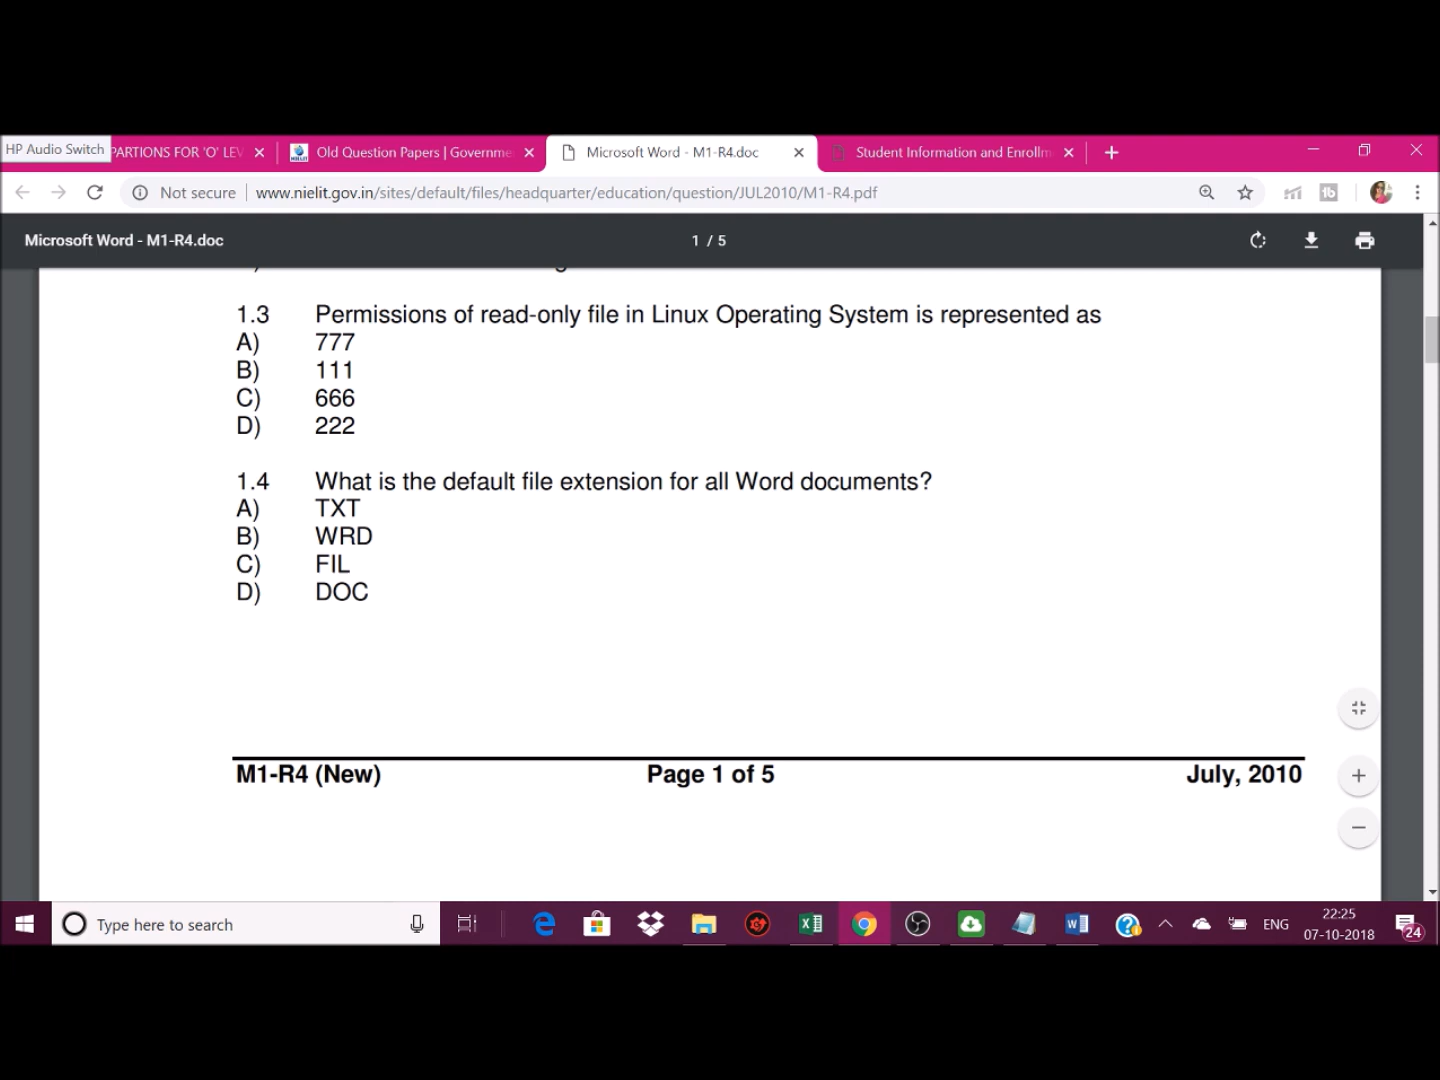 HP Audio Switch
PARTIONS FOR 'O' LEV
Old Question Papers | Governme
Microsoft Word - M1-R4.doc
Student Information and Enrollm
Not secure
www.nielit.gov.in/sites/default/files/headquarter/education/question/JUL2010/M1-R4.pdf
Microsoft Word - M1-R4.doc
1 / 5
1.3 Permissions of read-only file in Linux Operating System is represented as
A) 777
B) 111
C) 666
D) 222
1.4 What is the default file extension for all Word documents?
A) TXT
B) WRD
C) FIL
D) DOC
M1-R4 (New) Page 1 of 5 July, 2010
Type here to search
ENG
22:25
07-10-2018
24